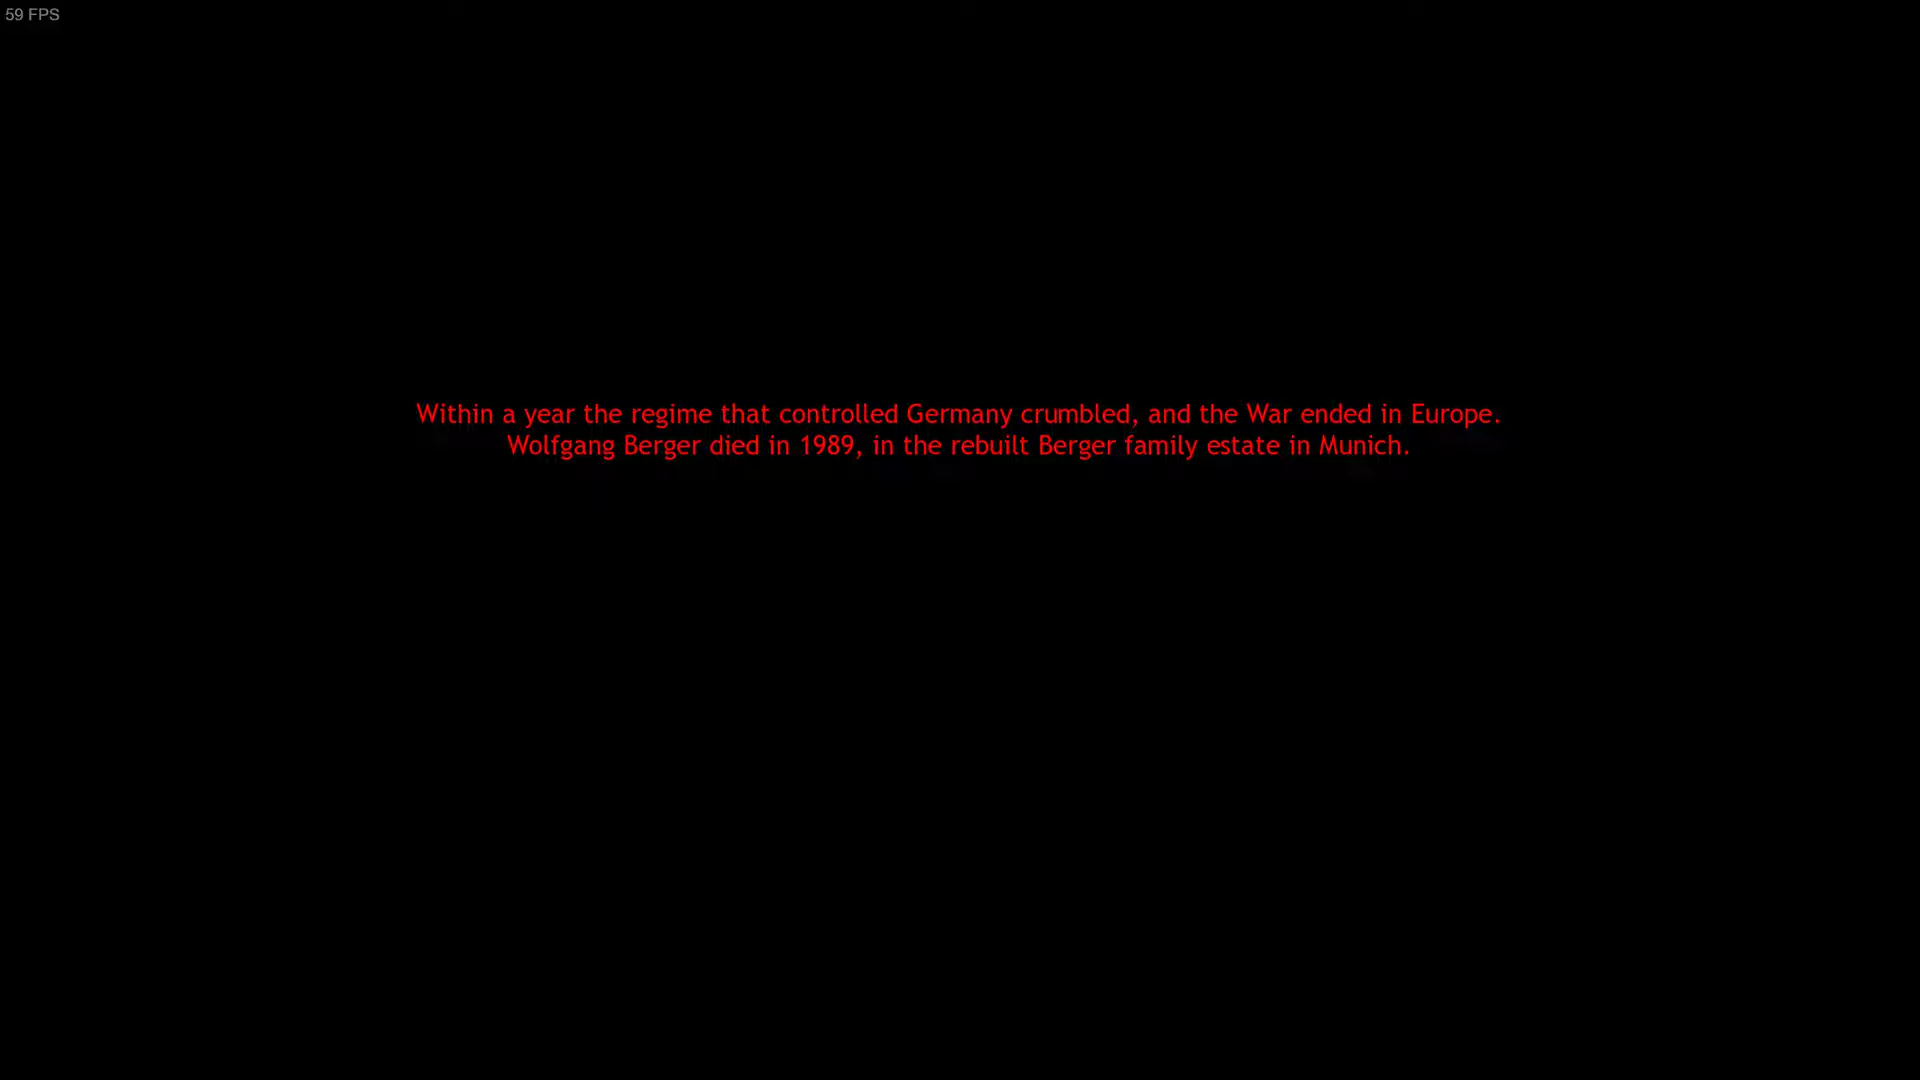 59 FPS
Within a year the regime that controlled Germany crumbled, and the War ended in Europe.
Wolfgang Berger died in 1989, in the rebuilt Berger family estate in Munich.